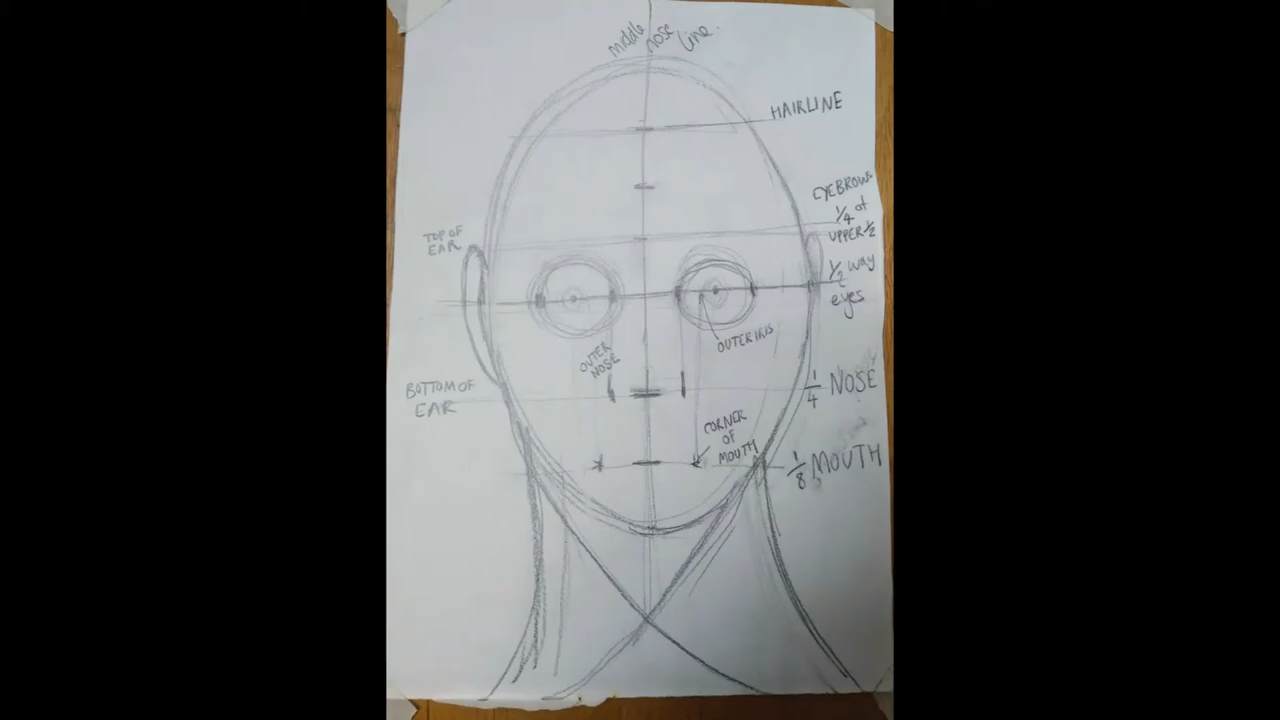 middle nose line.
HAIRLINE
EYEBROWS
1/4 of
UPPER 1/2
TOP OF
EAR
1/2 way
eyes
OUTER IRIS
OUTER
NOSE
1/4 NOSE
BOTTOM OF
EAR
CORNER
OF
MOUTH
1/8 MOUTH